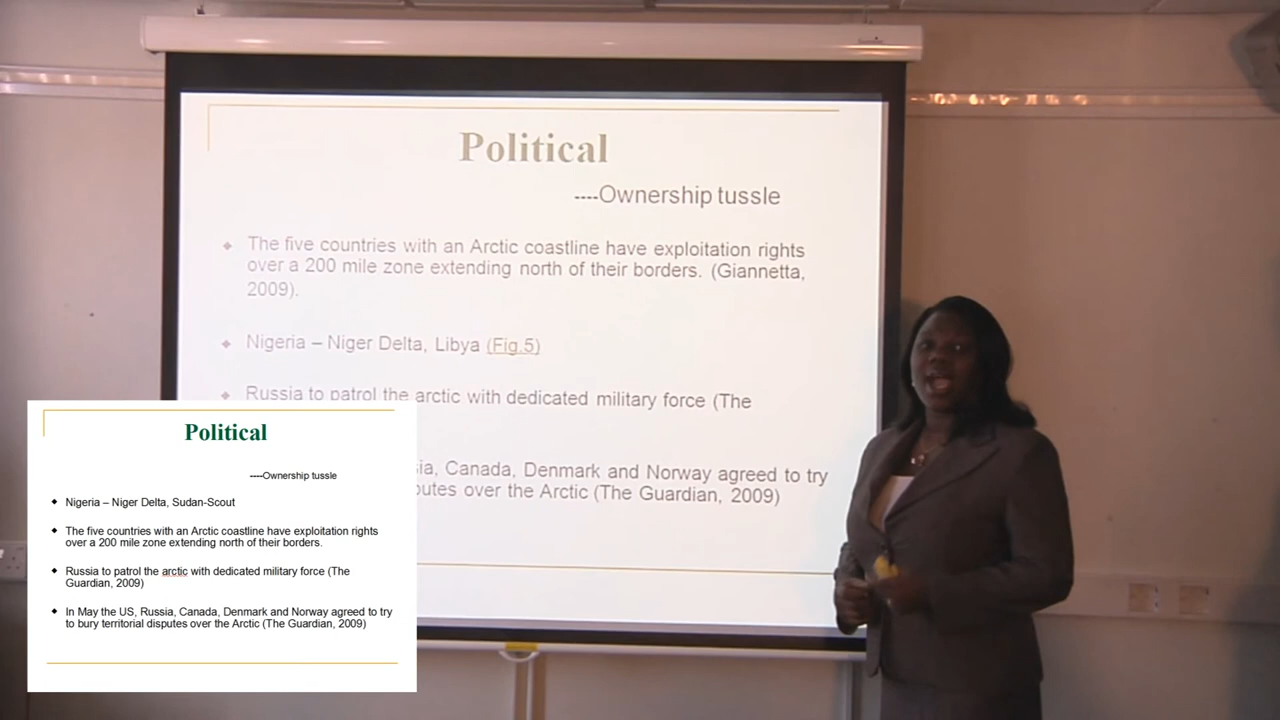 Political
----Ownership tussle
The five countries with an Arctic coastline have exploitation rights
over a 200 mile zone extending north of their borders. (Giannetta,
2009).
Nigeria – Niger Delta, Libya (Fig.5)
Russia to patrol the arctic with dedicated military force (The
Canada, Denmark and Norway agreed to try
over the Arctic (The Guardian, 2009)
Political
----Ownership tussle
Nigeria – Niger Delta, Sudan-Scout
The five countries with an Arctic coastline have exploitation rights
over a 200 mile zone extending north of their borders.
Russia to patrol the arctic with dedicated military force (The
Guardian, 2009)
In May the US, Russia, Canada, Denmark and Norway agreed to try
to bury territorial disputes over the Arctic (The Guardian, 2009)